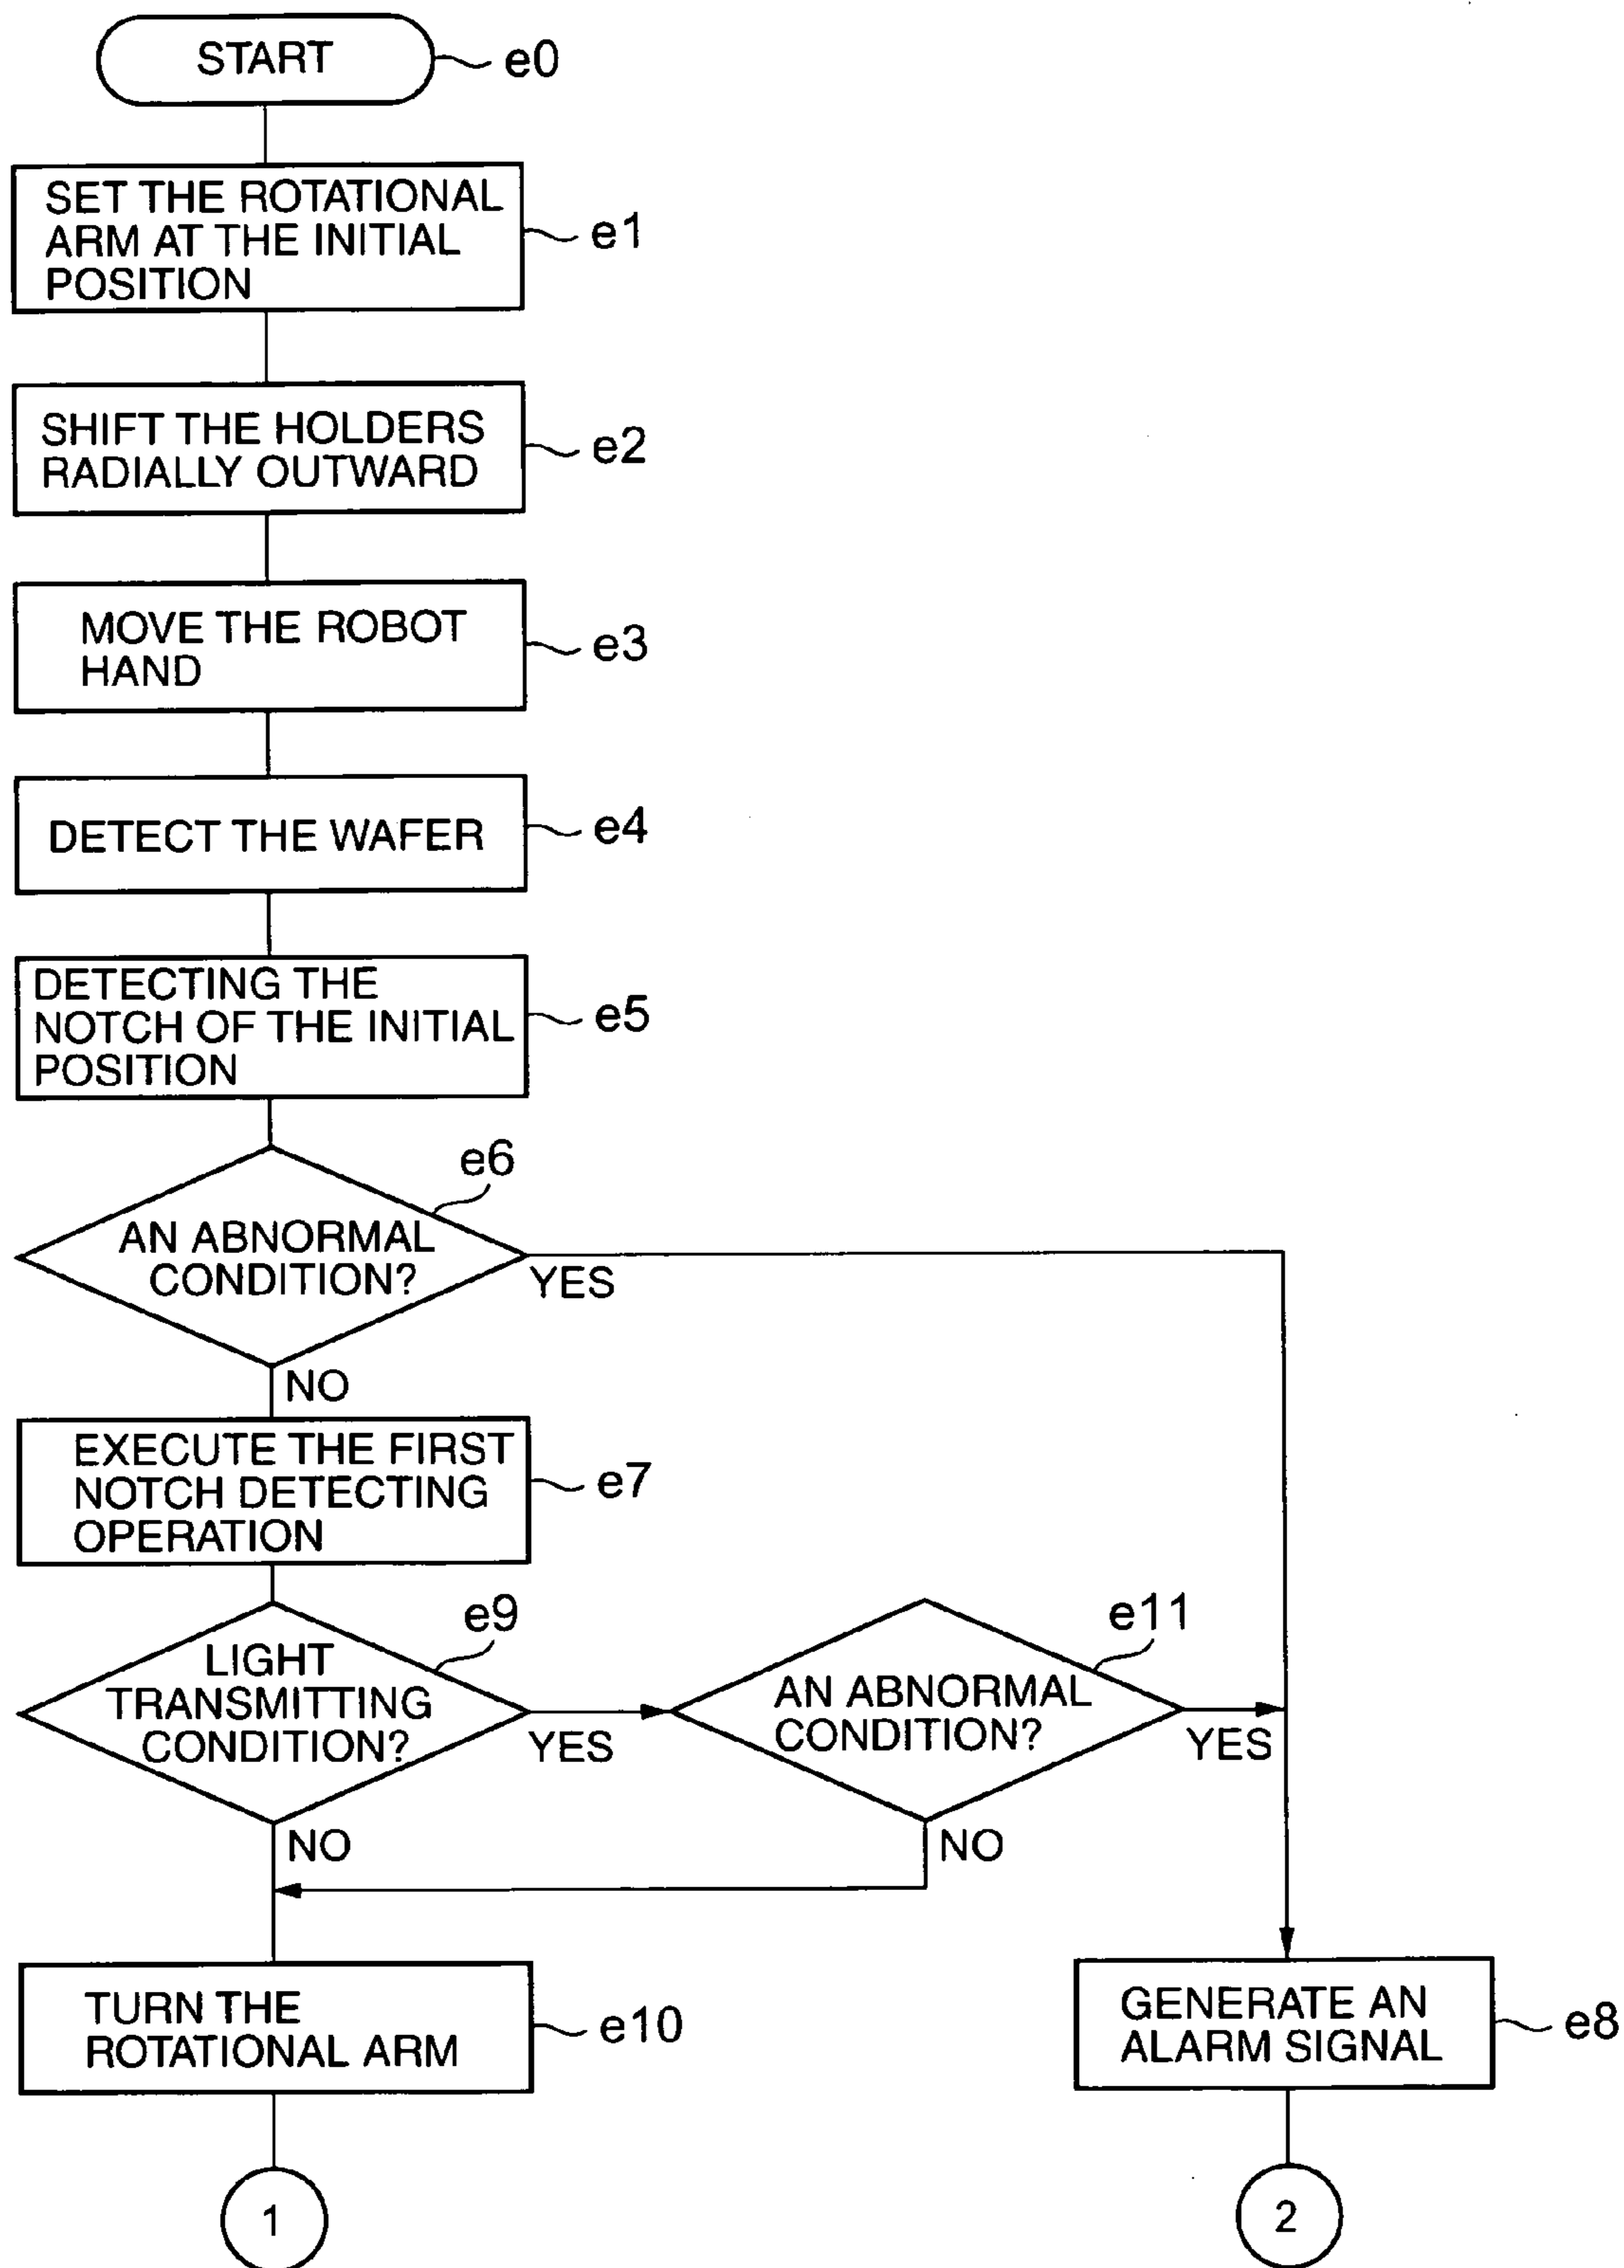 START
e0
SET THE ROTATIONAL
ARM AT THE INITIAL
POSITION
e1
SHIFT THE HOLDERS
RADIALLY OUTWARD
e2
MOVE THE ROBOT
HAND
e3
DETECT THE WAFER
e4
DETECTING THE
NOTCH OF THE INITIAL
POSITION
e5
e6
AN ABNORMAL
CONDITION?
YES
NO
EXECUTE THE FIRST
NOTCH DETECTING
OPERATION
e7
e9
LIGHT
TRANSMITTING
CONDITION?
YES
NO
e11
AN ABNORMAL
CONDITION?
YES
NO
TURN THE
ROTATIONAL ARM
e10
GENERATE AN
ALARM SIGNAL
e8
1
2